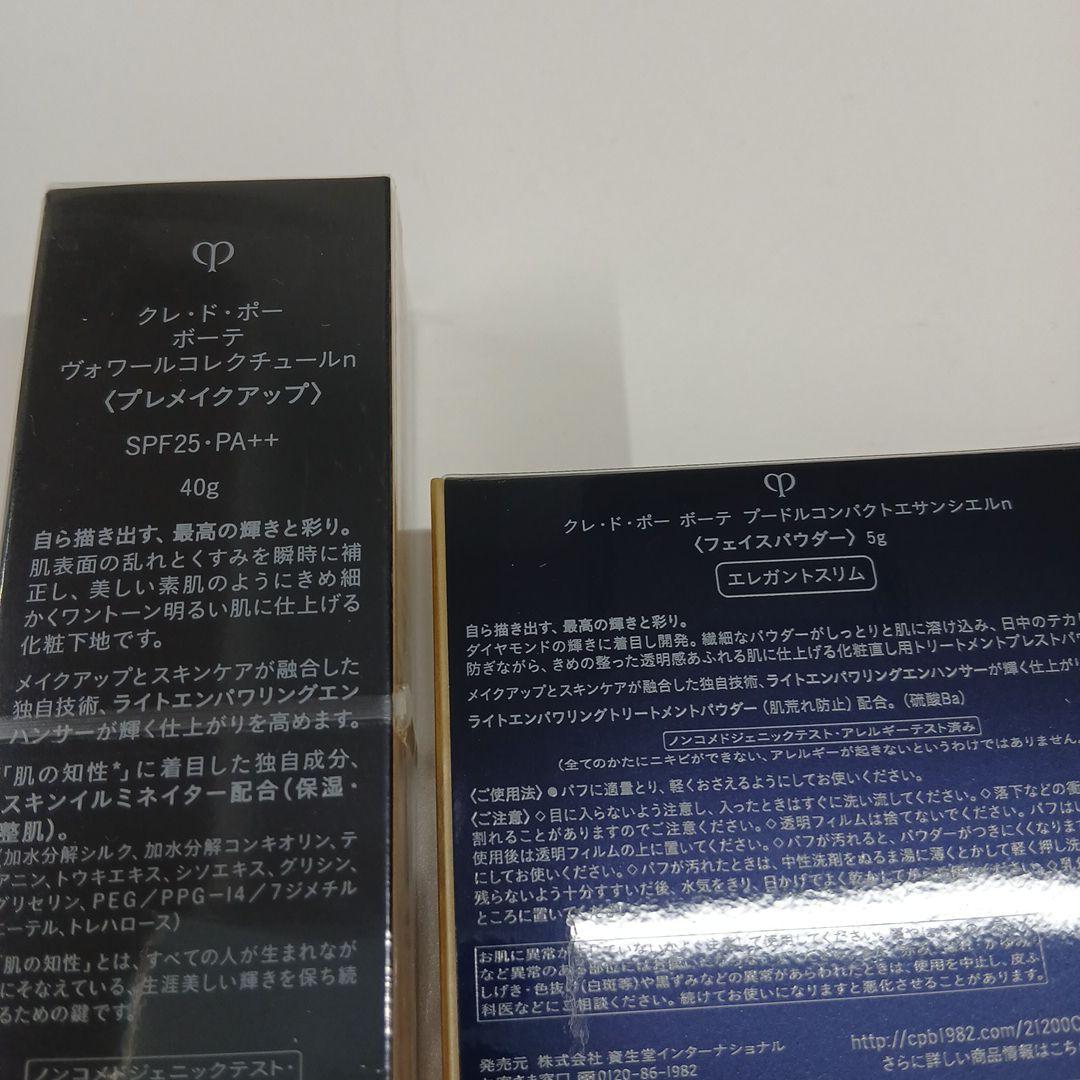 クレ・ド・ポー
ボーテ
ヴォワールコレクチュールn
〈プレメイクアップ〉
SPF25・PA++
40g
自ら描き出す、最高の輝きと彩り。
肌表面の乱れとくすみを瞬時に補
正し、美しい素肌のようにきめ細
かくワントーン明るい肌に仕上げる
化粧下地です。
メイクアップとスキンケアが融合した
独自技術、ライトエンパワリングエン
ハンサーが輝く仕上がりを高めます。
「肌の知性*」に着目した独自成分、
スキンイルミネイター配合(保湿・
整肌)。
(加水分解シルク、加水分解コンキオリン、テ
アニン、トウキエキス、シソエキス、グリシン、
グリセリン、PEG/PPG-14/7ジメチル
エーテル、トレハロース)
「肌の知性」とは、すべての人が生まれなが
にそなえている、生涯美しい輝きを保ち続
るための鍵です。
ノンコメドジェニックテスト・
クレ・ド・ポー ボーテ プードルコンパクトエサンシエルn
〈フェイスパウダー〉5g
エレガントスリム
自ら描き出す、最高の輝きと彩り。
ダイヤモンドの輝きに着目し開発。繊細なパウダーがしっとりと肌に溶け込み、日中のテカ
防ぎながら、きめの整った透明感あふれる肌に仕上げる化粧直し用トリートメントプレストパ
メイクアップとスキンケアが融合した独自技術、ライトエンパワリングエンハンサーが輝く仕上がり
ライトエンパワリングトリートメントパウダー(肌荒れ防止)配合。(硫酸Ba)
ノンコメドジェニックテスト・アレルギーテスト済み
(全てのかたにニキビができない、アレルギーが起きないというわけではありません。
〈ご使用法〉●パフに適量とり、軽くおさえるようにしてお使いください。
〈ご注意〉◇目に入らないよう注意し、入ったときはすぐに洗い流してください。◇落下などの衝
割れることがありますのでご注意ください。◇透明フィルムは捨てないでください。パフはい
使用後は透明フィルムの上に置いてください。◇パフが汚れると、パウダーがつきにくくなりま
にしてお使いください。◇パフが汚れたときは、中性洗剤をぬるま湯に薄くとかして軽く押し洗
残らないよう十分すすいだ後、水気をきり、日かげでよく乾かしてから
ところに置いて
お肌に異常が
など異常のある部位には
しげき・色抜け(白斑等)や黒ずみなどの異常があらわれたときは、使用を中止し、皮ふ
科医などにご相談ください。続けてお使いになりますと悪化させることがあります。
http://cpb1982.com/21200
さらに詳しい商品情報はこち
発売元 株式会社 資生堂インターナショナル
0120-86-1982